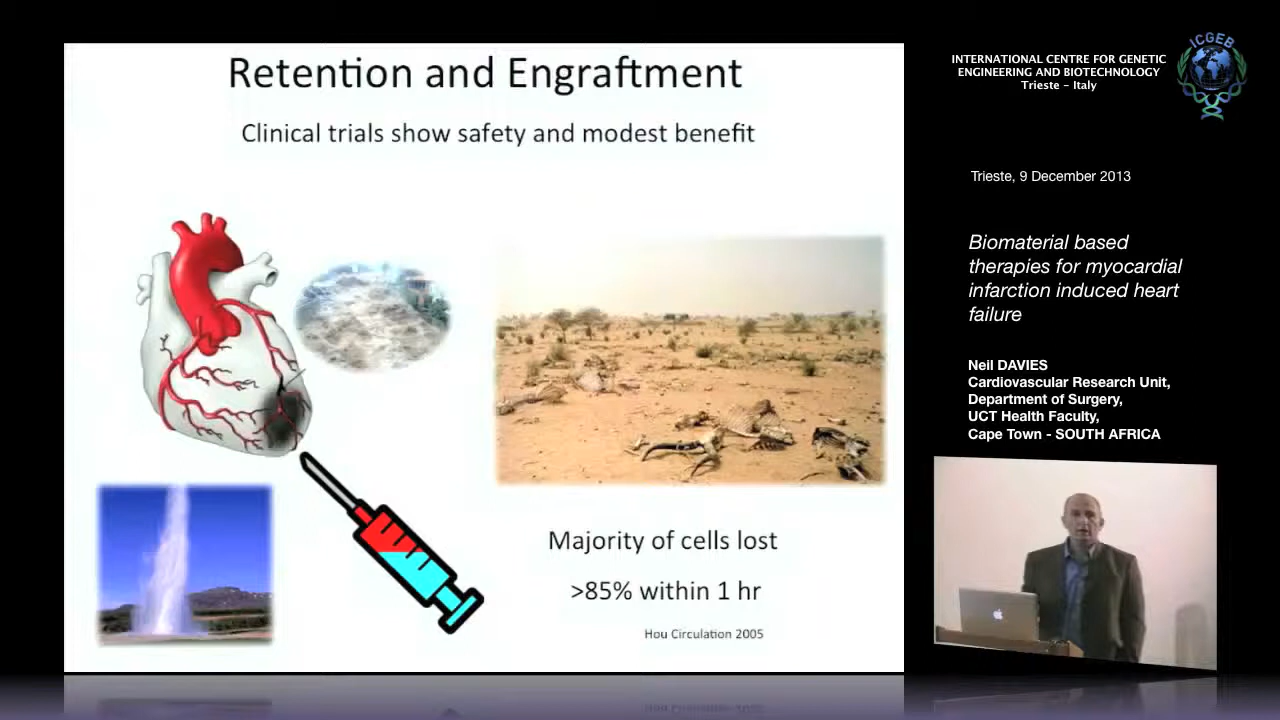 Retention and Engraftment
Clinical trials show safety and modest benefit
Majority of cells lost
>85% within 1 hr
Hou Circulation 2005
INTERNATIONAL CENTRE FOR GENETIC
ENGINEERING AND BIOTECHNOLOGY
Trieste - Italy
ICGEB
Trieste, 9 December 2013
Biomaterial based
therapies for myocardial
infarction induced heart
failure
Neil DAVIES
Cardiovascular Research Unit,
Department of Surgery,
UCT Health Faculty,
Cape Town - SOUTH AFRICA